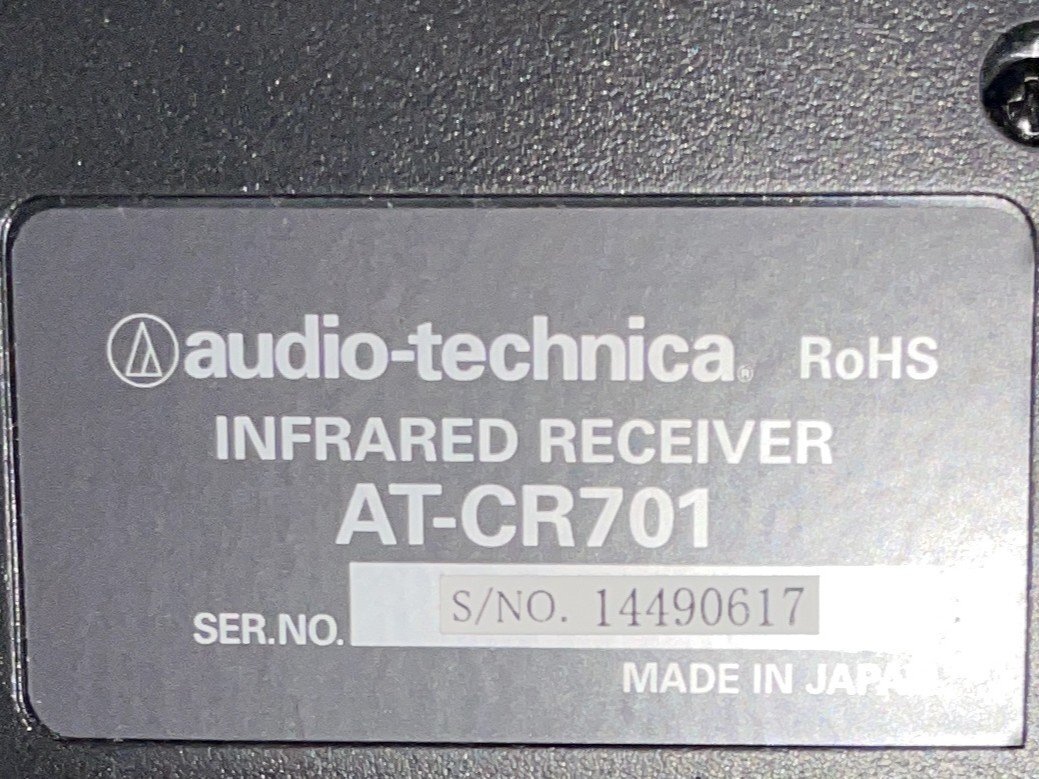 audio-technica® RoHS
INFRARED RECEIVER
AT-CR701
SER.NO. S/NO. 14490617
MADE IN JAPAN